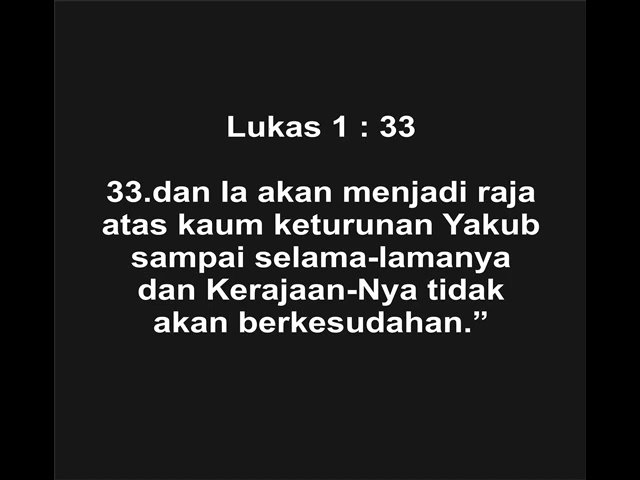 Lukas 1 : 33
33.dan Ia akan menjadi raja
atas kaum keturunan Yakub
sampai selama-lamanya
dan Kerajaan-Nya tidak
akan berkesudahan.”